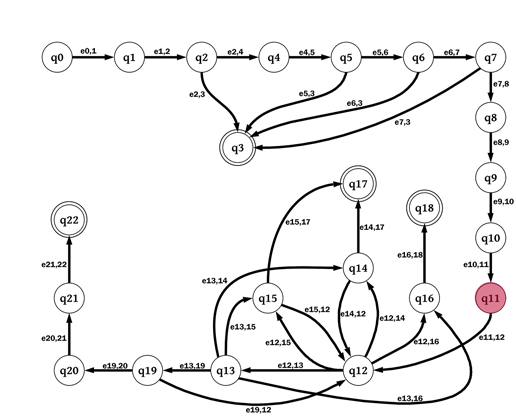 q0 e0,1 q1 e1,2 q2 e2,4 q4 e4,5 q5 e5,6 q6 e6,7 q7
e2,3 e5,3 e6,3 e7,3 e7,8
q3
q8
e8,9
q9
e9,10
q10
e10,11
q17
q18
q22
e15,17 e14,17
e21,22 e16,18
e13,14 q14
q21 q15 q16 q11
e13,15 e15,12 e14,12 e12,14
e20,21 e12,15 e12,16 e11,12
q20 e19,20 q19 e13,19 q13 e12,13 q12
e19,12 e13,16